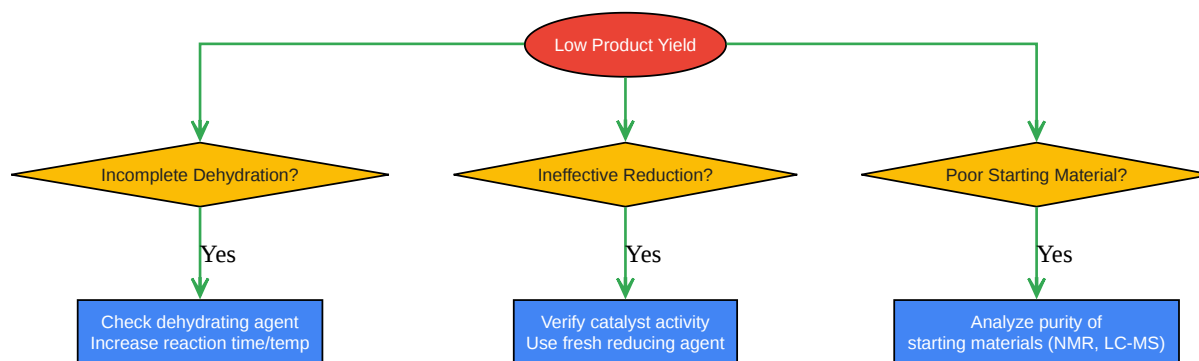 Low Product Yield
Incomplete Dehydration?
Ineffective Reduction?
Poor Starting Material?
Yes
Yes
Yes
Check dehydrating agent
Increase reaction time/temp
Verify catalyst activity
Use fresh reducing agent
Analyze purity of
starting materials (NMR, LC-MS)